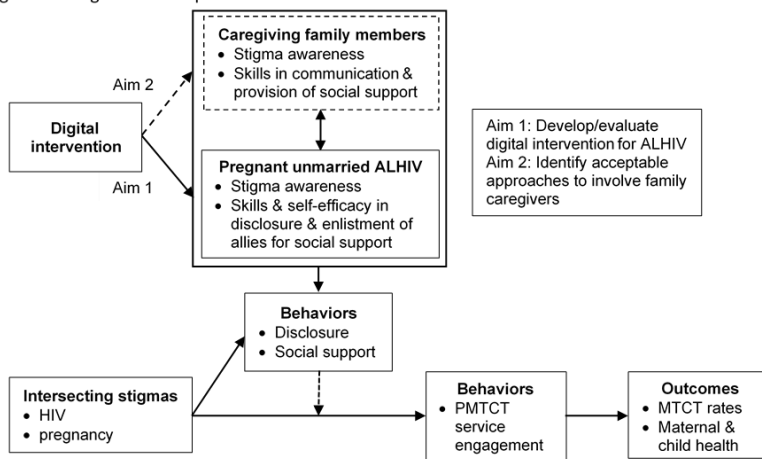 Caregiving family members
• Stigma awareness
• Skills in communication &
provision of social support
Aim 2
Digital
intervention
Aim 1
Pregnant unmarried ALHIV
• Stigma awareness
• Skills & self-efficacy in
disclosure & enlistment of
allies for social support
Aim 1: Develop/evaluate
digital intervention for ALHIV
Aim 2: Identify acceptable
approaches to involve family
caregivers
Behaviors
• Disclosure
• Social support
Intersecting stigmas
• HIV
• pregnancy
Behaviors
• PMTCT
service
engagement
Outcomes
• MTCT rates
• Maternal &
child health